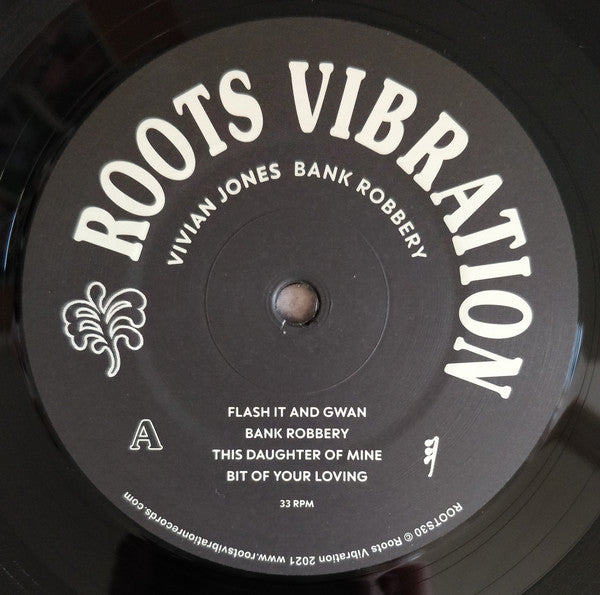 ROOTS VIBRATION
VIVIAN JONES BANK ROBBERY
A
FLASH IT AND GWAN
BANK ROBBERY
THIS DAUGHTER OF MINE
BIT OF YOUR LOVING
33 RPM
ROOTS30 © Roots Vibration 2021 www.rootsvibrationrecords.com